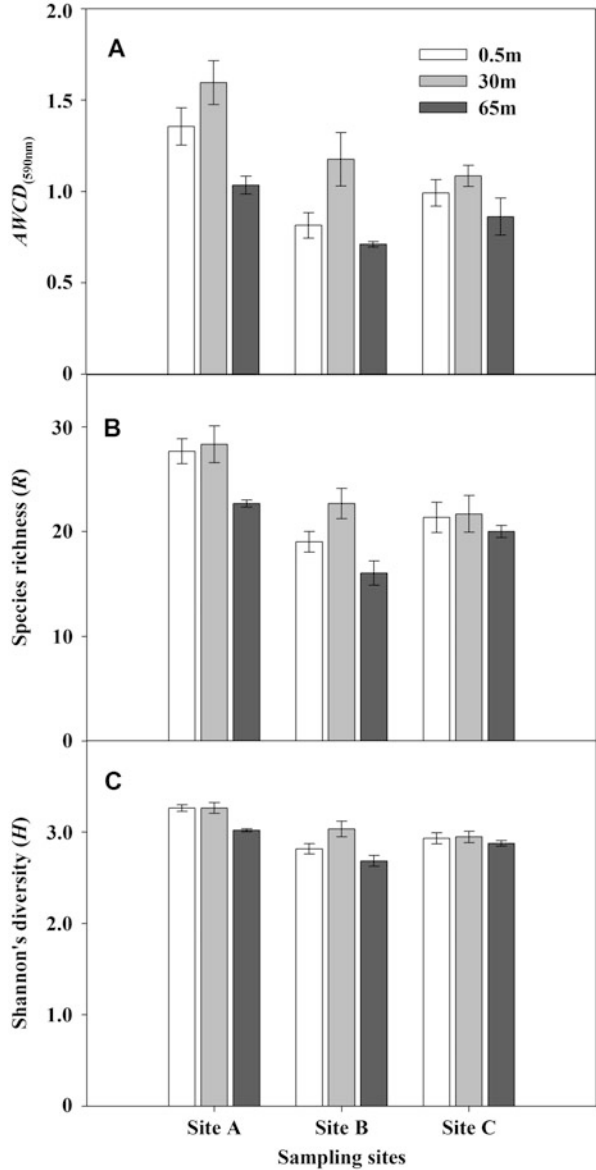 2.0
A
0.5m
30m
65m
1.5
AWCD(590nm)
1.0
0.5
0
B
30
Species richness (R)
20
10
0
C
3.0
Shannon's diversity (H)
2.0
1.0
0
Site A Site B Site C
Sampling sites